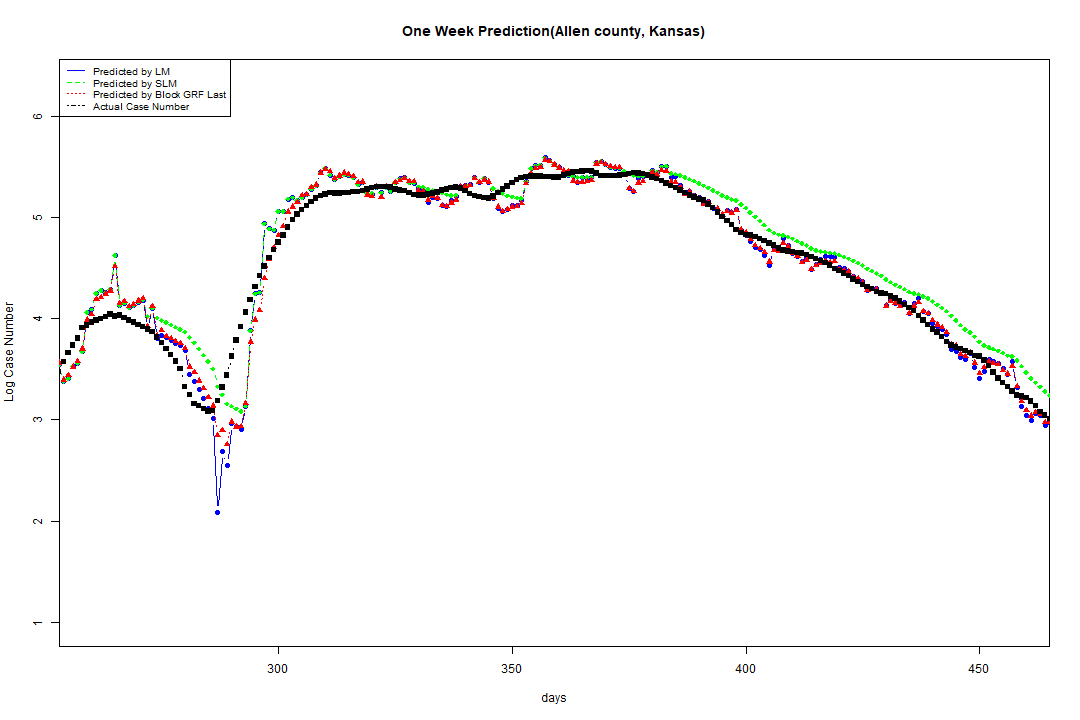 One Week Prediction(Allen county, Kansas)
Predicted by LM
Predicted by SLM
Predicted by Block GRF Last
Actual Case Number
6
5
4
3
2
1
Log Case Number
300 350 400 450
days